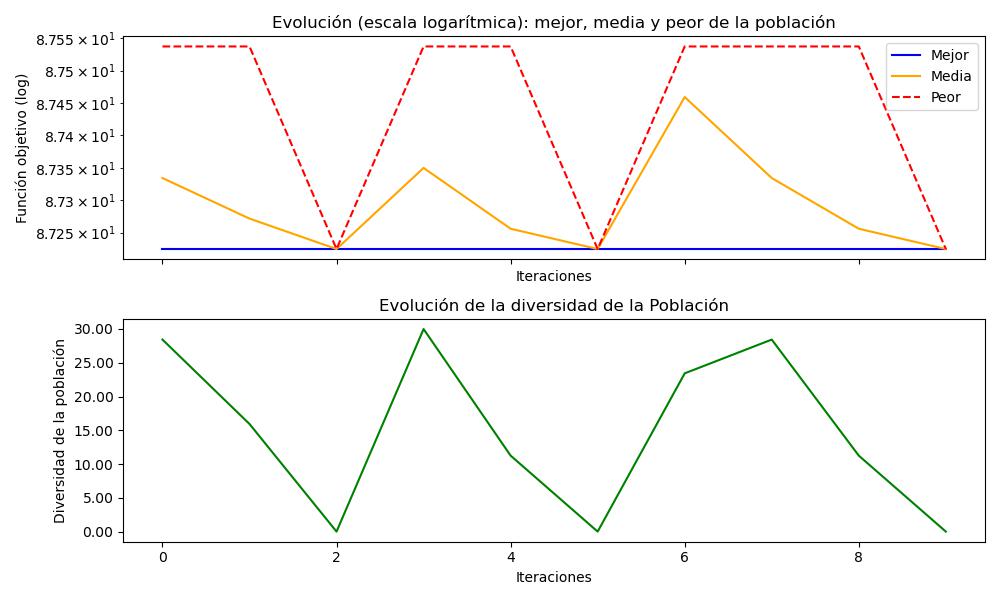 Evolución (escala logarítmica): mejor, media y peor de la población
8.755 × 10¹
8.75 × 10¹
8.745 × 10¹
8.74 × 10¹
8.735 × 10¹
8.73 × 10¹
8.725 × 10¹
Función objetivo (log)
Mejor
Media
Peor
Iteraciones
Evolución de la diversidad de la Población
30.00
25.00
20.00
15.00
10.00
5.00
0.00
Diversidad de la población
0 2 4 6 8
Iteraciones